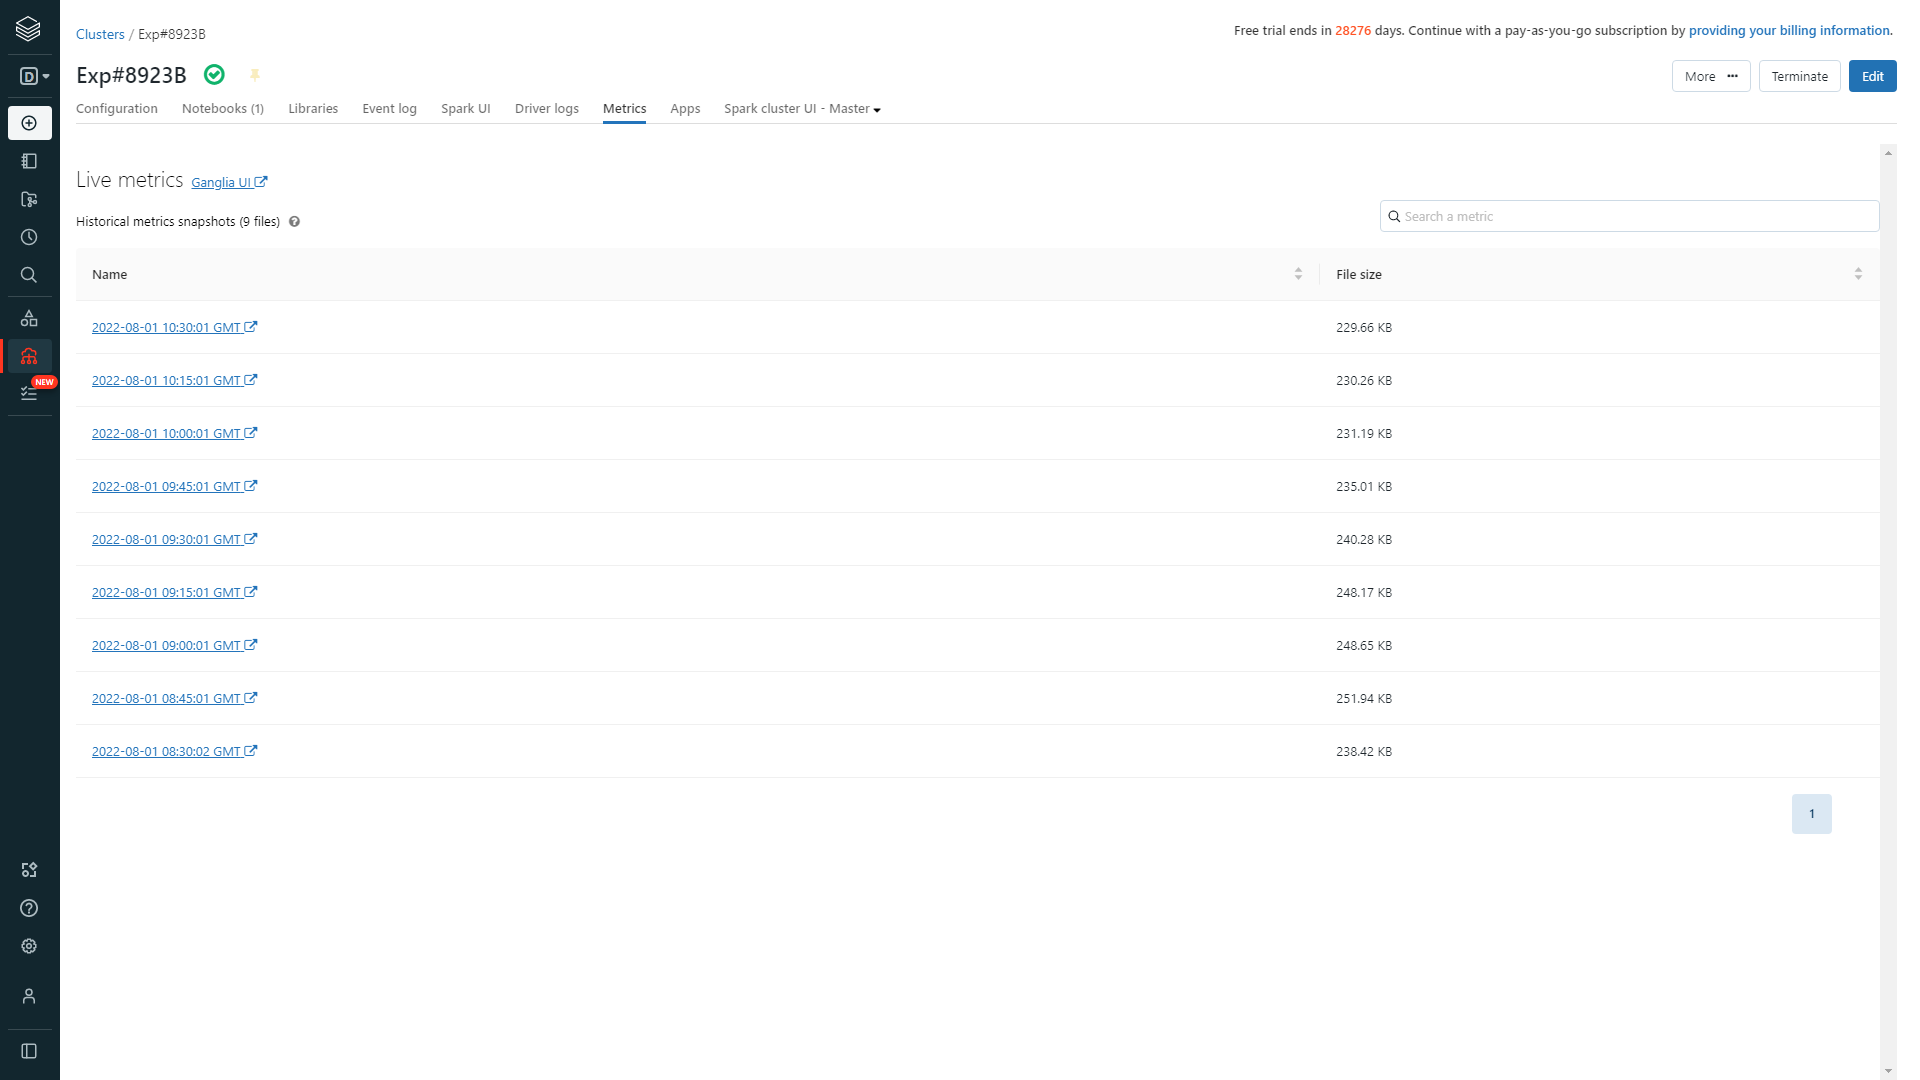 Clusters / Exp#8923B
Free trial ends in 28276 days. Continue with a pay-as-you-go subscription by providing your billing information.
D
Exp#8923B
More ••• Terminate Edit
Configuration Notebooks (1) Libraries Event log Spark UI Driver logs Metrics Apps Spark cluster UI - Master
Live metrics Ganglia UI
Historical metrics snapshots (9 files) ?
Search a metric
Name File size
2022-08-01 10:30:01 GMT 229.66 KB
2022-08-01 10:15:01 GMT 230.26 KB
NEW
2022-08-01 10:00:01 GMT 231.19 KB
2022-08-01 09:45:01 GMT 235.01 KB
2022-08-01 09:30:01 GMT 240.28 KB
2022-08-01 09:15:01 GMT 248.17 KB
2022-08-01 09:00:01 GMT 248.65 KB
2022-08-01 08:45:01 GMT 251.94 KB
2022-08-01 08:30:02 GMT 238.42 KB
1